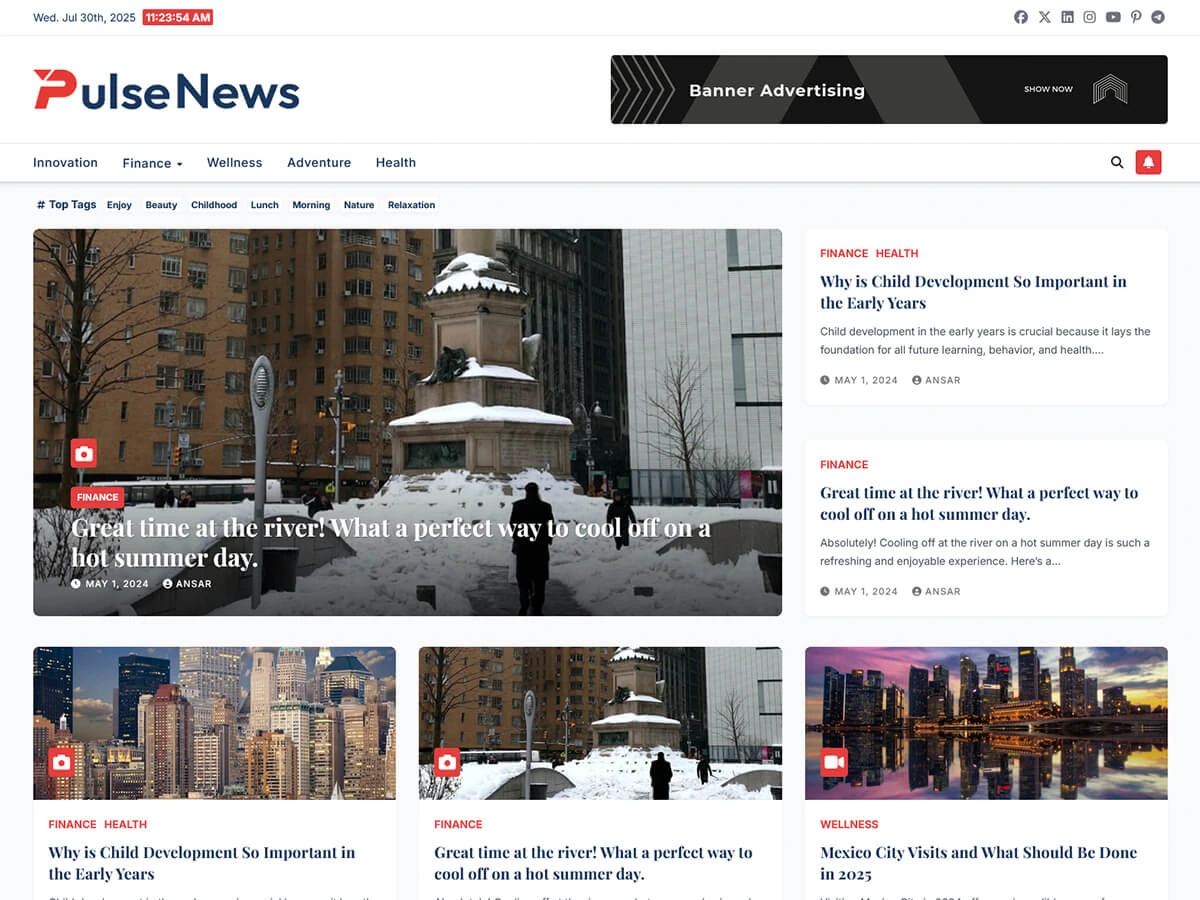 Wed. Jul 30th, 2025 11:23:54 AM
PulseNews
Banner Advertising
SHOW NOW
Innovation Finance Wellness Adventure Health
# Top Tags Enjoy Beauty Childhood Lunch Morning Nature Relaxation
FINANCE
Great time at the river! What a perfect way to cool off on a
hot summer day.
MAY 1, 2024 ANSAR
FINANCE HEALTH
Why is Child Development So Important in
the Early Years
Child development in the early years is crucial because it lays the
foundation for all future learning, behavior, and health....
MAY 1, 2024 ANSAR
FINANCE
Great time at the river! What a perfect way to
cool off on a hot summer day.
Absolutely! Cooling off at the river on a hot summer day is such a
refreshing and enjoyable experience. Here's a...
MAY 1, 2024 ANSAR
FINANCE HEALTH
Why is Child Development So Important in
the Early Years
FINANCE
Great time at the river! What a perfect way to
cool off on a hot summer day.
WELLNESS
Mexico City Visits and What Should Be Done
in 2025